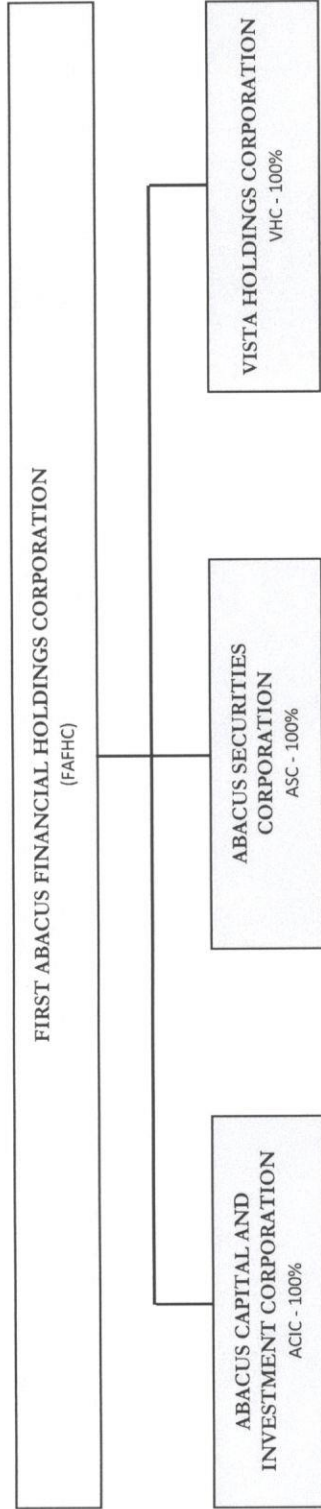 FIRST ABACUS FINANCIAL HOLDINGS CORPORATION
(FAFHC)
ABACUS CAPITAL AND
INVESTMENT CORPORATION
ACIC - 100%
ABACUS SECURITIES
CORPORATION
ASC - 100%
VISTA HOLDINGS CORPORATION
VHC - 100%